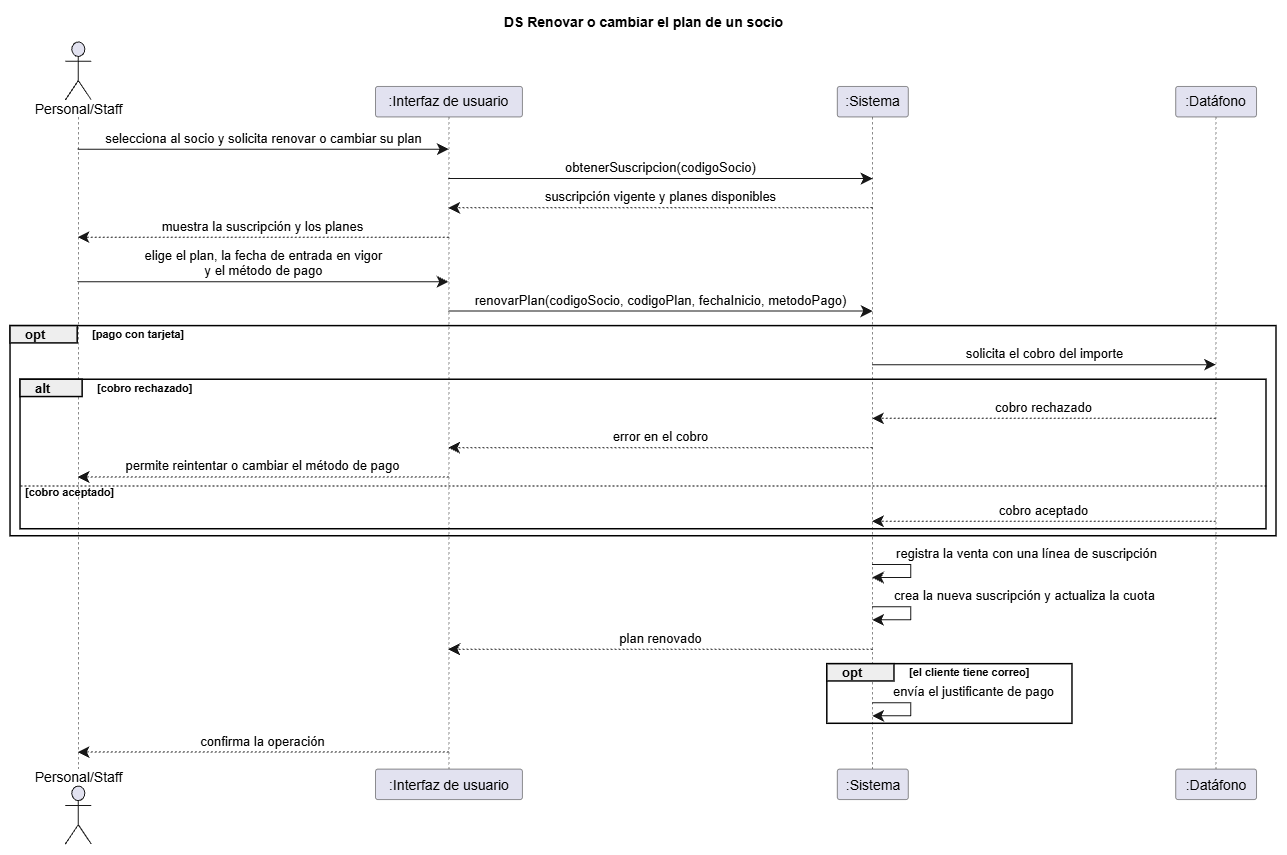 DS Renovar o cambiar el plan de un socio
Personal/Staff
:Interfaz de usuario
:Sistema
:Datáfono
selecciona al socio y solicita renovar o cambiar su plan
obtenerSuscripcion(codigoSocio)
suscripción vigente y planes disponibles
muestra la suscripción y los planes
elige el plan, la fecha de entrada en vigor
y el método de pago
renovarPlan(codigoSocio, codigoPlan, fechaInicio, metodoPago)
opt
[pago con tarjeta]
solicita el cobro del importe
alt
[cobro rechazado]
cobro rechazado
error en el cobro
permite reintentar o cambiar el método de pago
[cobro aceptado]
cobro aceptado
registra la venta con una línea de suscripción
crea la nueva suscripción y actualiza la cuota
plan renovado
opt
[el cliente tiene correo]
envía el justificante de pago
confirma la operación
Personal/Staff
:Interfaz de usuario
:Sistema
:Datáfono